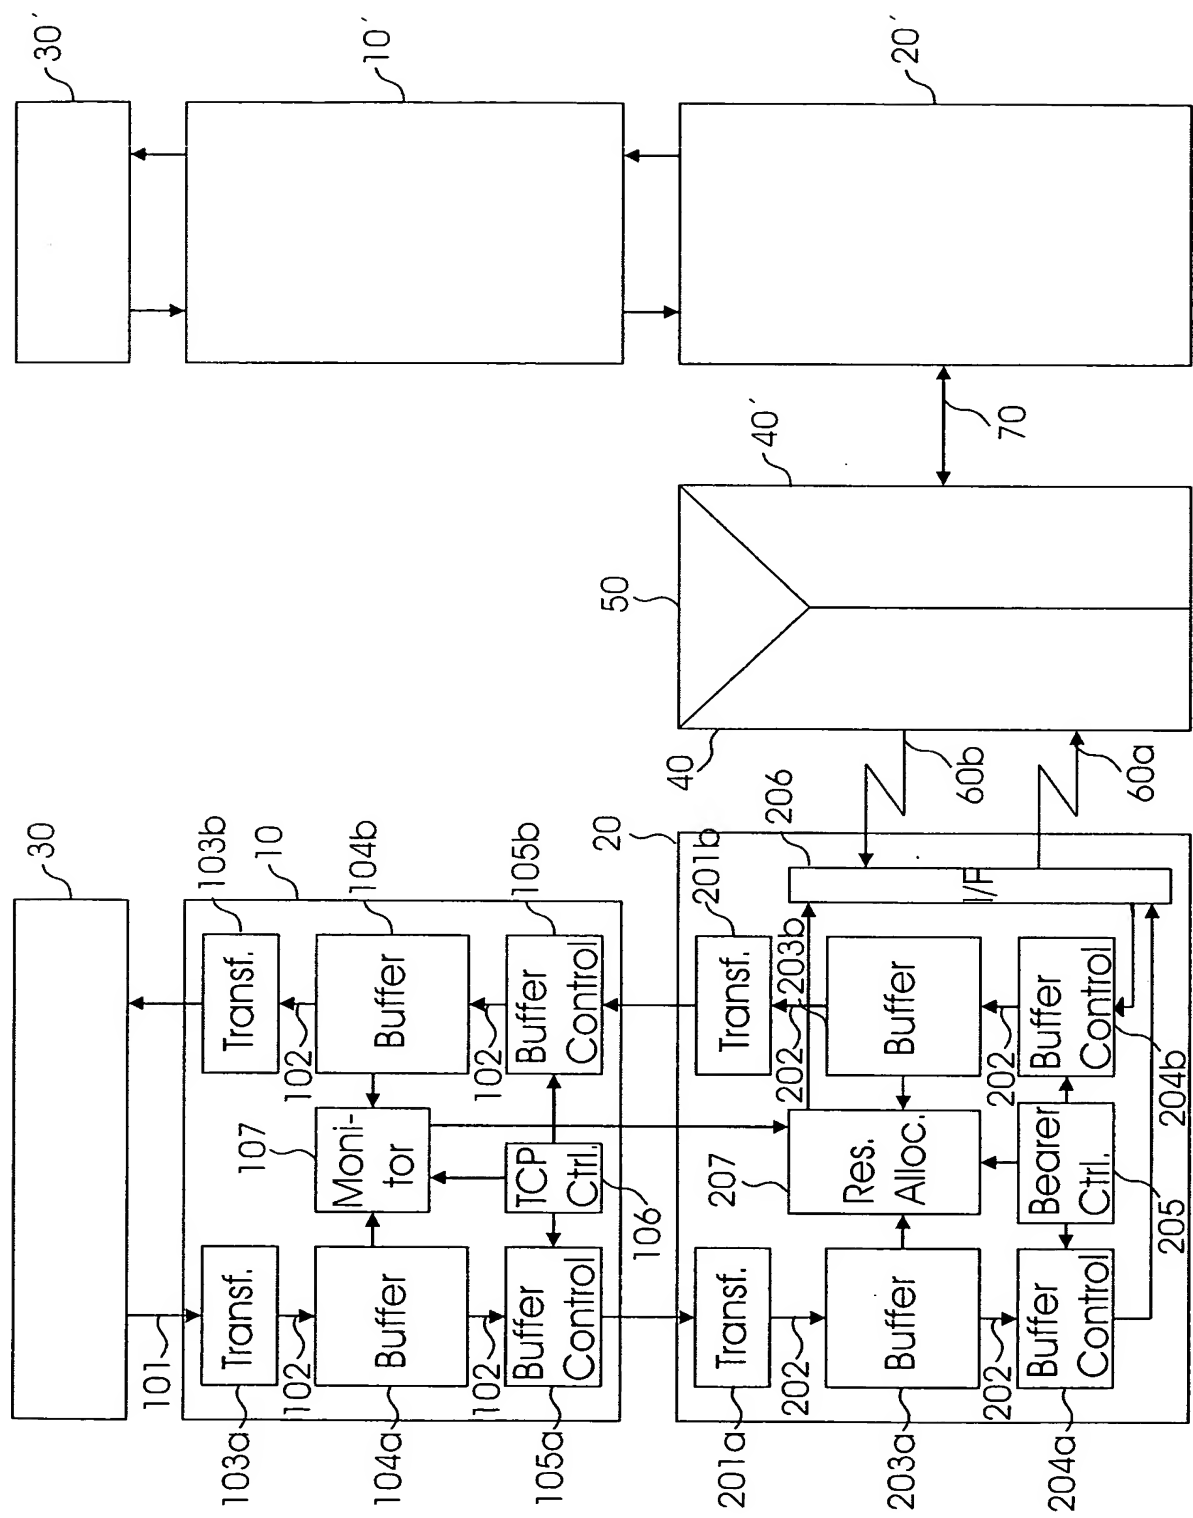 30
30´
101
103a
Transf.
Transf.
103b
102
102
107
10
10´
104a
Buffer
Moni-
tor
Buffer
104b
102
102
105a
Buffer
Control
TCP
Ctrl.
Buffer
Control
105b
106
20
50
40
40´
201a
Transf.
207
Transf.
201b
202
202
203b
206
203a
Buffer
Res.
Alloc.
Buffer
20´
60b
I/F
202
202
70
204a
Buffer
Control
Bearer
Ctrl.
Buffer
Control
60a
205
204b